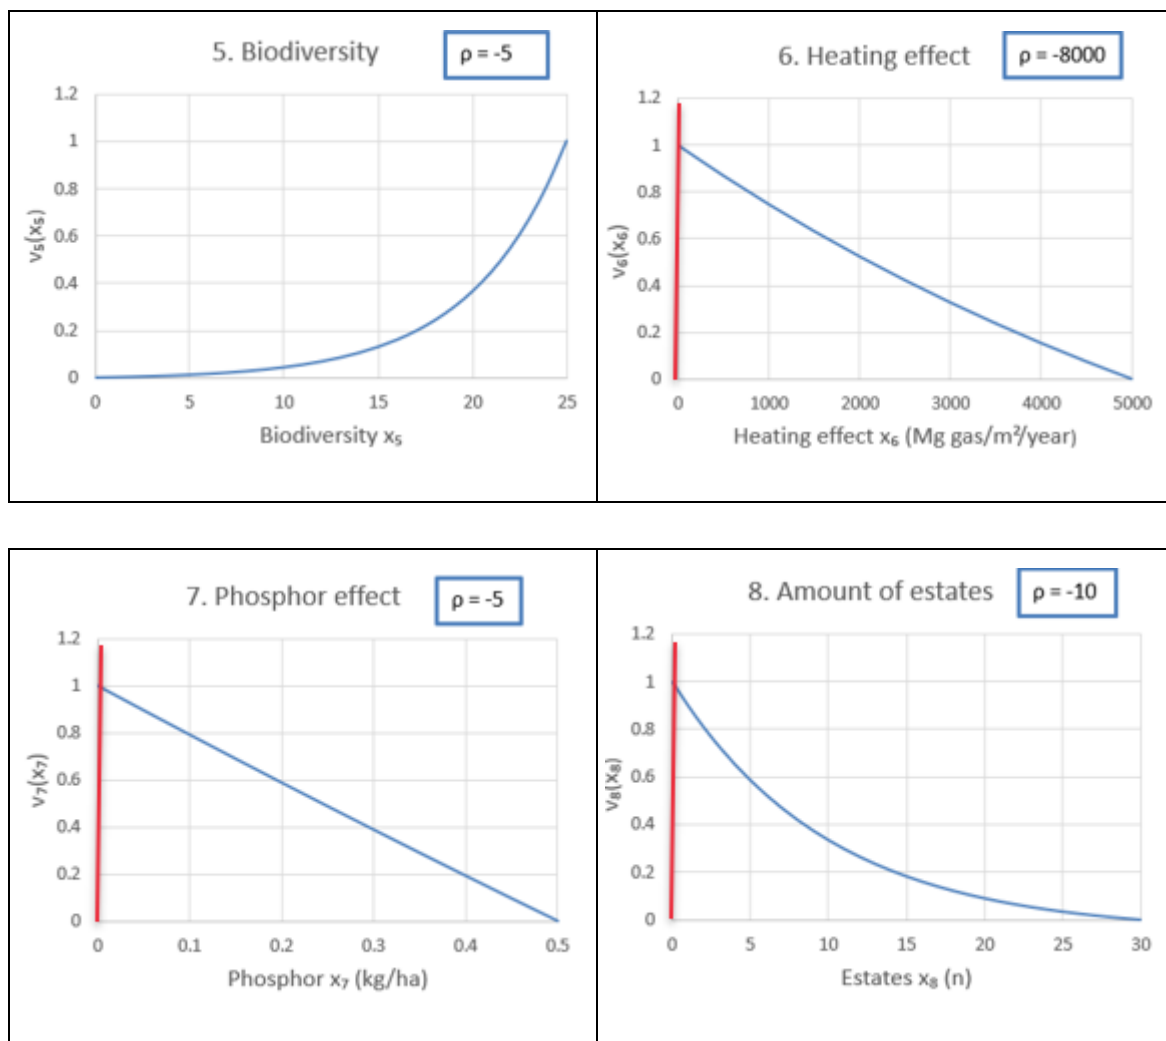 5. Biodiversity
ρ = -5
1.2
1
0.8
0.6
0.4
0.2
0
v₅(x₅)
0 5 10 15 20 25
Biodiversity x₅
6. Heating effect
ρ = -8000
1.2
1
0.8
0.6
0.4
0.2
0
v₆(x₆)
0 1000 2000 3000 4000 5000
Heating effect x₆ (Mg gas/m²/year)
7. Phosphor effect
ρ = -5
1.2
1
0.8
0.6
0.4
0.2
0
v₇(x₇)
0 0.1 0.2 0.3 0.4 0.5
Phosphor x₇ (kg/ha)
8. Amount of estates
ρ = -10
1.2
1
0.8
0.6
0.4
0.2
0
v₈(x₈)
0 5 10 15 20 25 30
Estates x₈ (n)